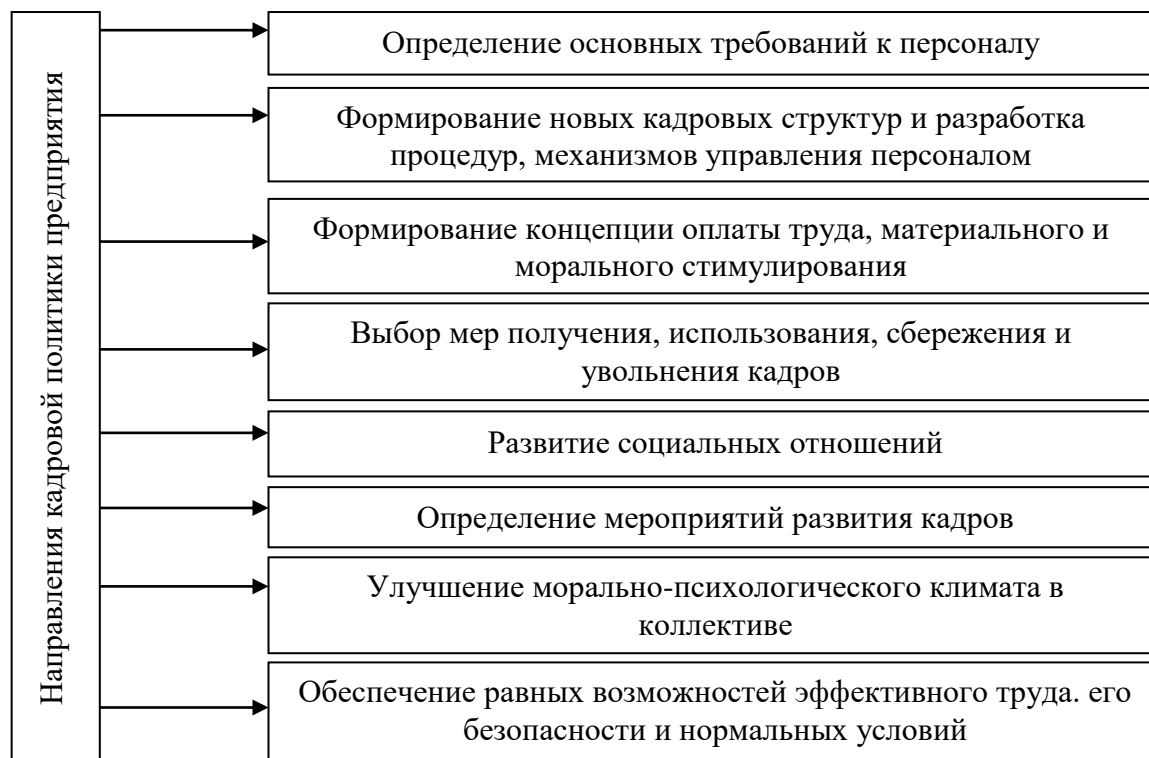 Направления кадровой политики предприятия
Определение основных требований к персоналу
Формирование новых кадровых структур и разработка
процедур, механизмов управления персоналом
Формирование концепции оплаты труда, материального и
морального стимулирования
Выбор мер получения, использования, сбережения и
увольнения кадров
Развитие социальных отношений
Определение мероприятий развития кадров
Улучшение морально-психологического климата в
коллективе
Обеспечение равных возможностей эффективного труда. его
безопасности и нормальных условий